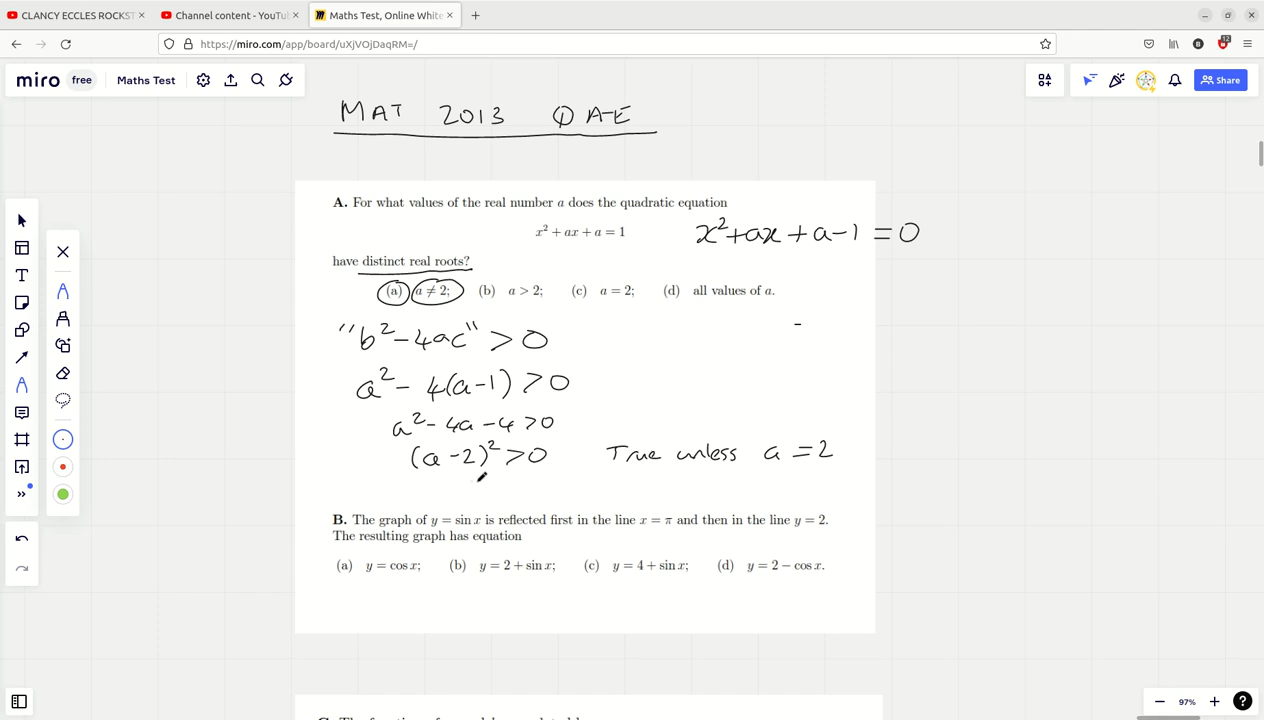 CLANCY ECCLES ROCKST
Channel content - YouTub
Maths Test, Online White
https://miro.com/app/board/uXjVOjDaqRM=/
12
miro free Maths Test
Share
MAT 2013 Q A-E
A. For what values of the real number a does the quadratic equation
x² + ax + a = 1
x² + ax + a - 1 = 0
have distinct real roots?
(a) a ≠ 2; (b) a > 2; (c) a = 2; (d) all values of a.
"b² - 4ac" > 0
a² - 4(a-1) > 0
a² - 4a - 4 > 0
(a - 2)² > 0 True unless a = 2
B. The graph of y = sin x is reflected first in the line x = π and then in the line y = 2.
The resulting graph has equation
(a) y = cos x; (b) y = 2 + sin x; (c) y = 4 + sin x; (d) y = 2 − cos x.
97%